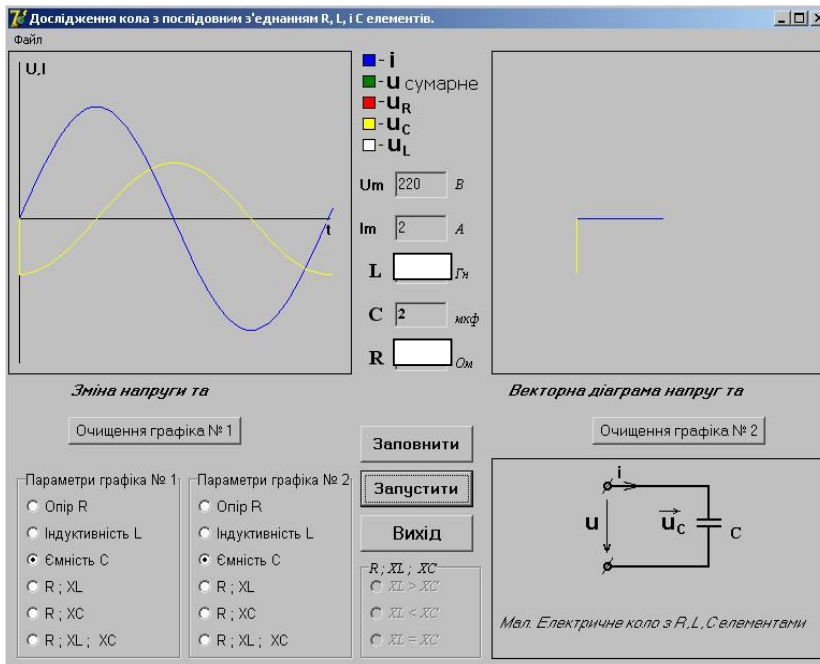 Дослідження кола з послідовним з'єднанням R, L, і С елементів.
Файл
U,I
t
- i
- u сумарне
- uR
- uC
- uL
Um 220 В
Im 2 А
L Гн
C 2 мкф
R Ом
Зміна напруги та
Векторна діаграма напруг та
Очищення графіка № 1
Очищення графіка № 2
Заповнити
Запустити
Вихід
Параметри графіка № 1
Опір R
Індуктивність L
Ємність C
R ; XL
R ; XC
R ; XL ; XC
Параметри графіка № 2
Опір R
Індуктивність L
Ємність C
R ; XL
R ; XC
R ; XL ; XC
R ; XL ; XC
XL > XC
XL < XC
XL = XC
i
u
uC
C
Мал. Електричне коло з R,L,C елементами